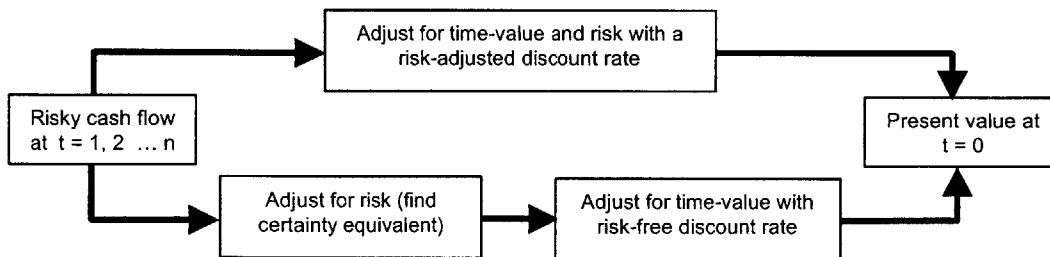 Adjust for time-value and risk with a
risk-adjusted discount rate
Risky cash flow
at t = 1, 2 ... n
Present value at
t = 0
Adjust for risk (find
certainty equivalent)
Adjust for time-value with
risk-free discount rate